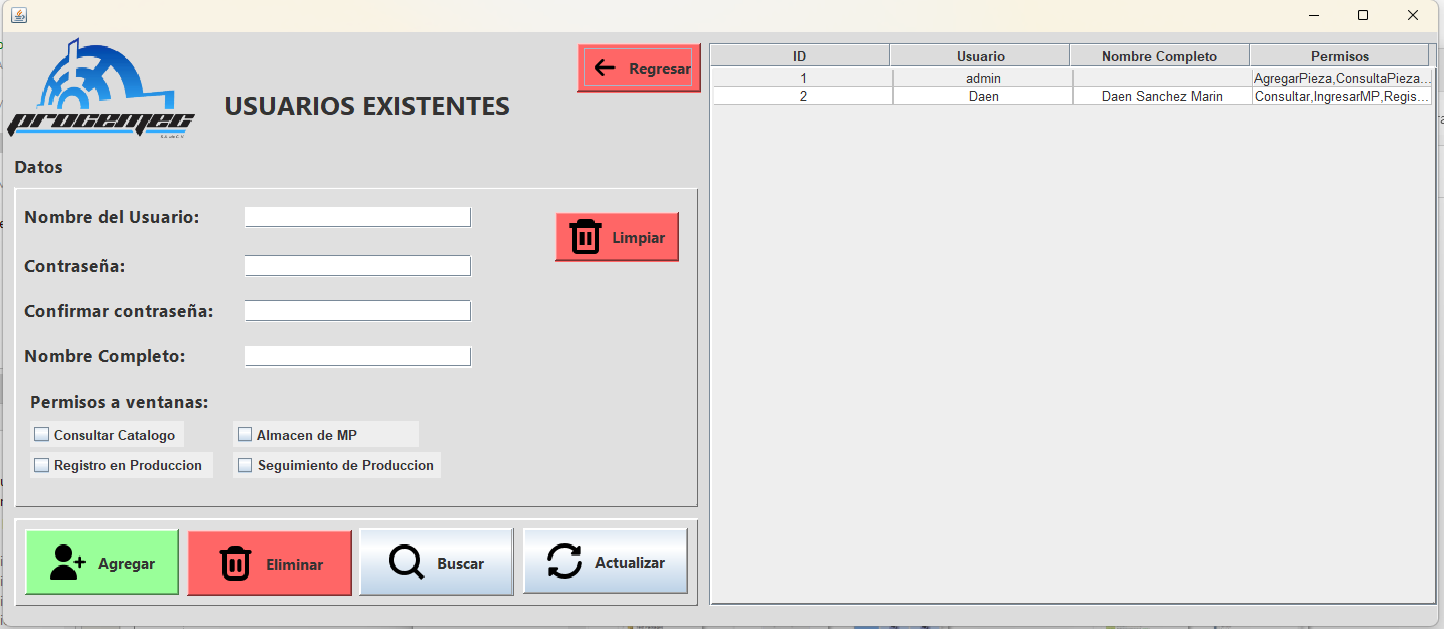 procemec
USUARIOS EXISTENTES
Regresar
Datos
Nombre del Usuario:
Limpiar
Contraseña:
Confirmar contraseña:
Nombre Completo:
Permisos a ventanas:
Consultar Catalogo
Almacen de MP
Registro en Produccion
Seguimiento de Produccion
Agregar
Eliminar
Buscar
Actualizar
ID Usuario Nombre Completo Permisos
1 admin AgregarPieza,ConsultaPieza...
2 Daen Daen Sanchez Marin Consultar,IngresarMP,Regis...